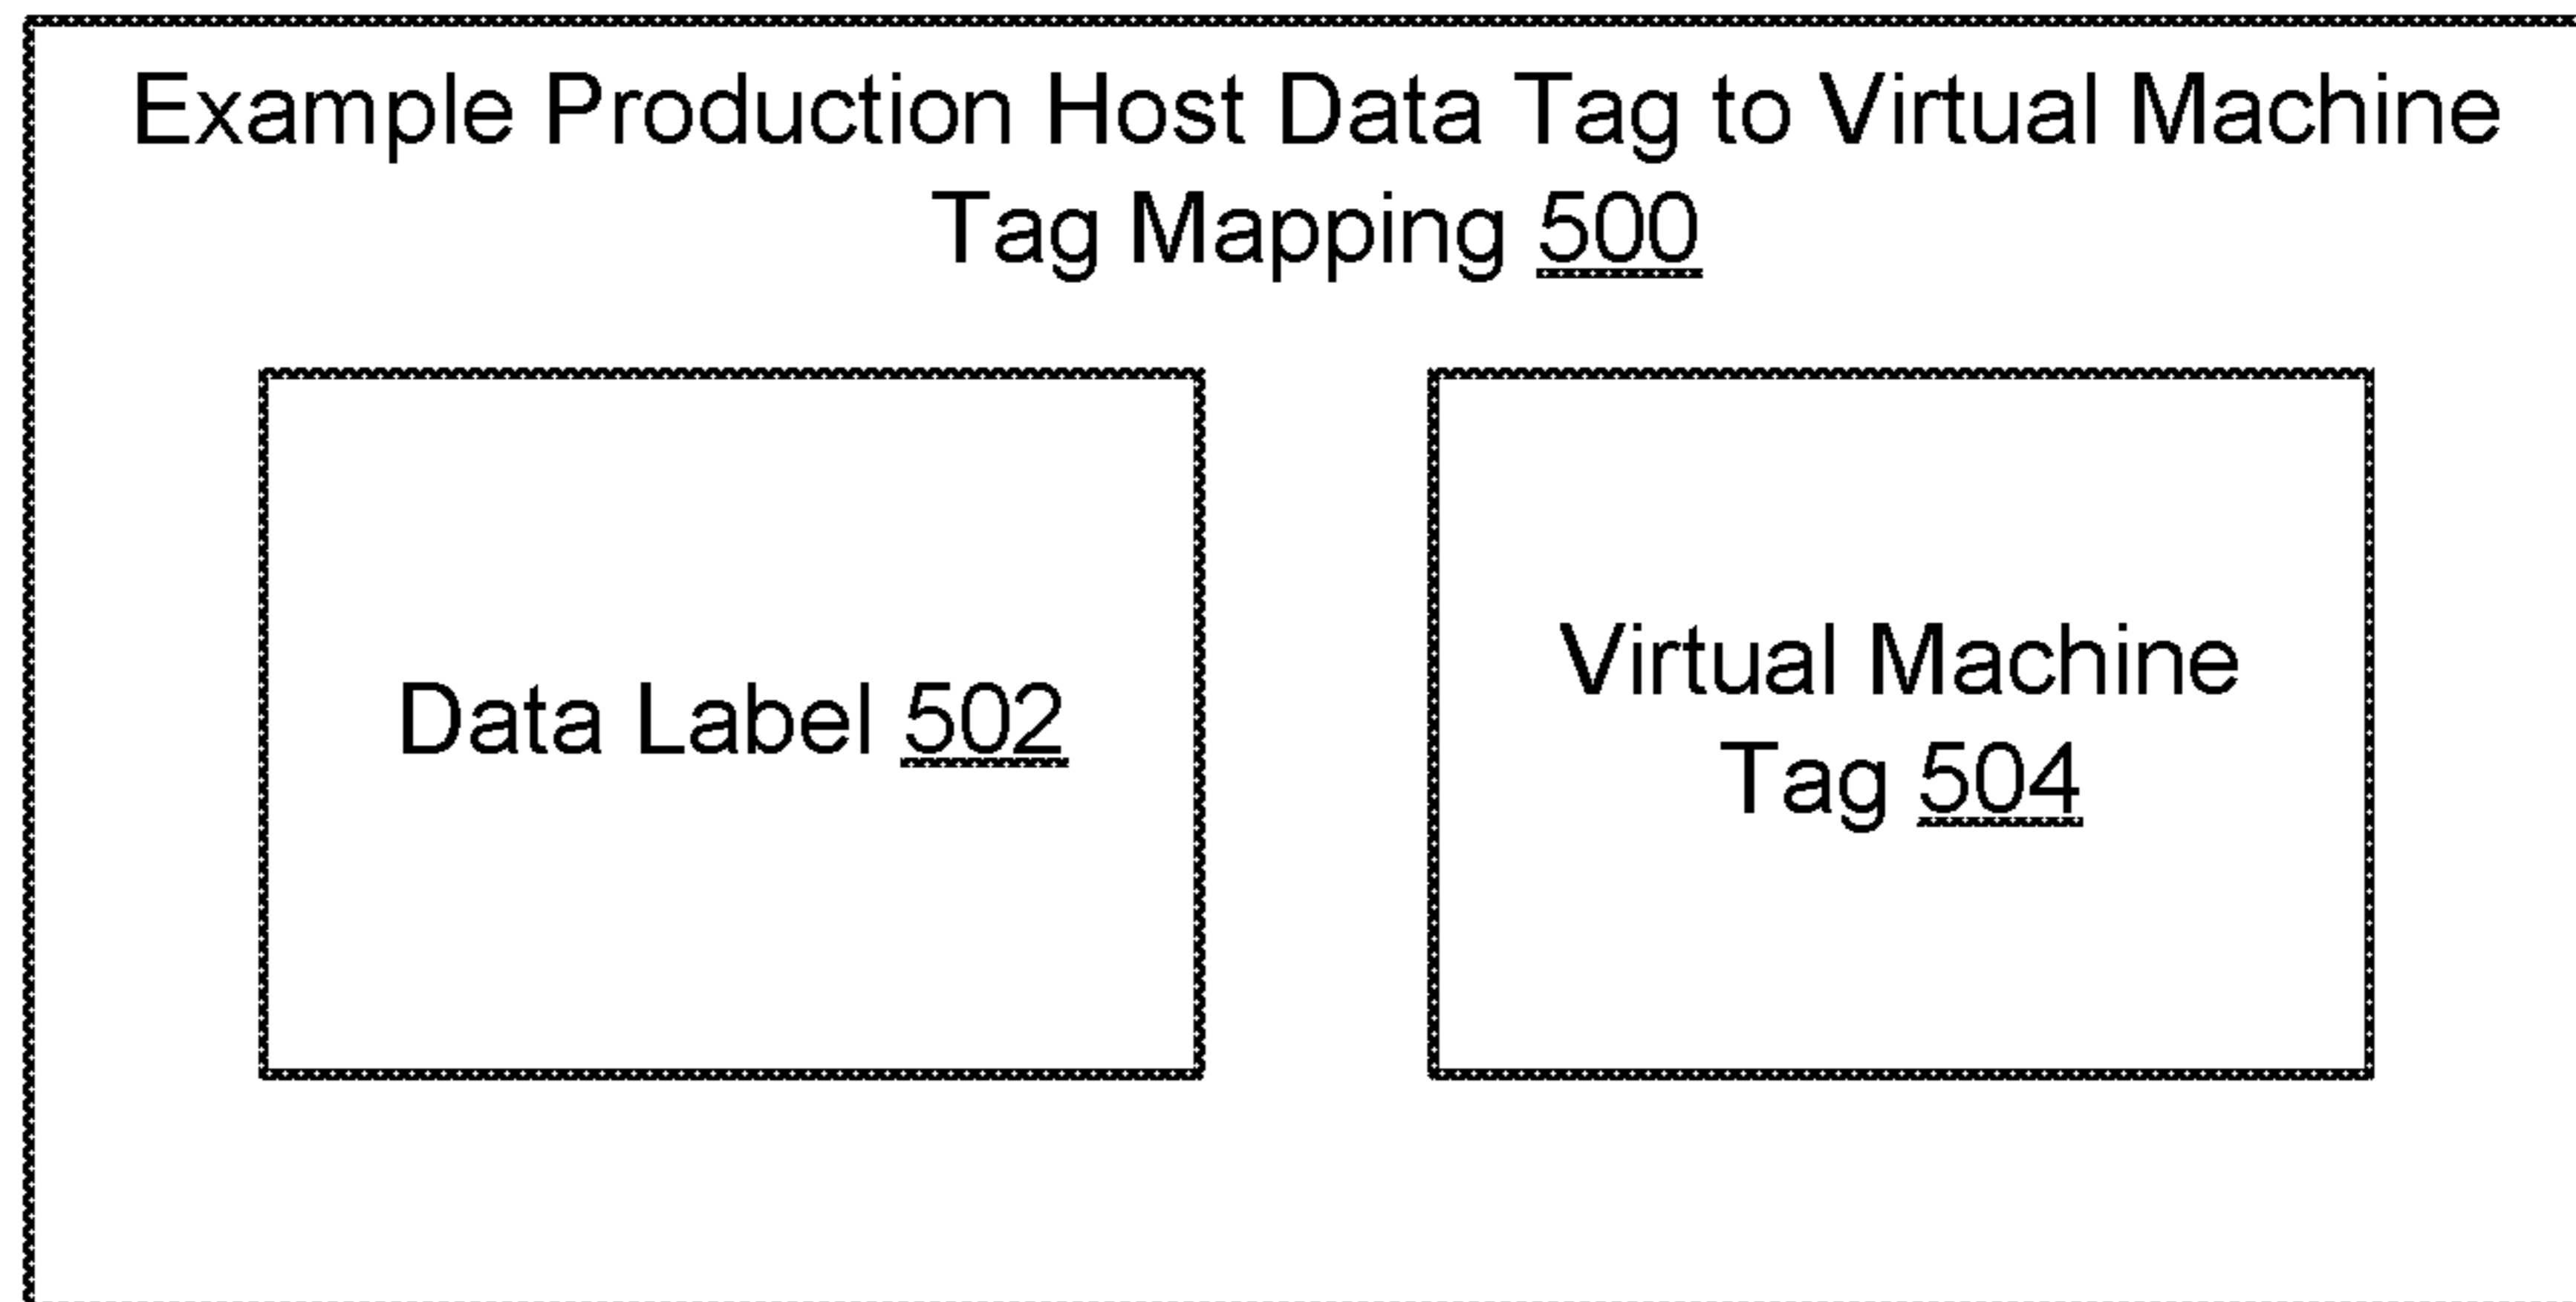 Example Production Host Data Tag to Virtual Machine
Tag Mapping 500
Data Label 502
Virtual Machine
Tag 504